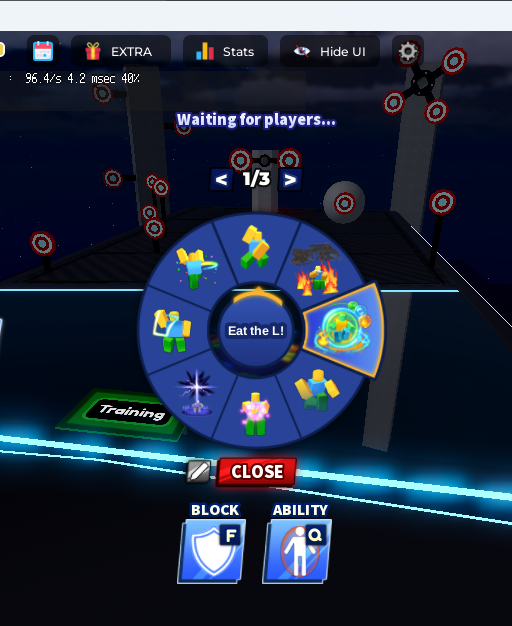 EXTRA
Stats
Hide UI
: 96.4/s 4.2 msec 40%
Waiting for players...
< 1/3 >
Eat the L!
Training
CLOSE
BLOCK
ABILITY
F
Q